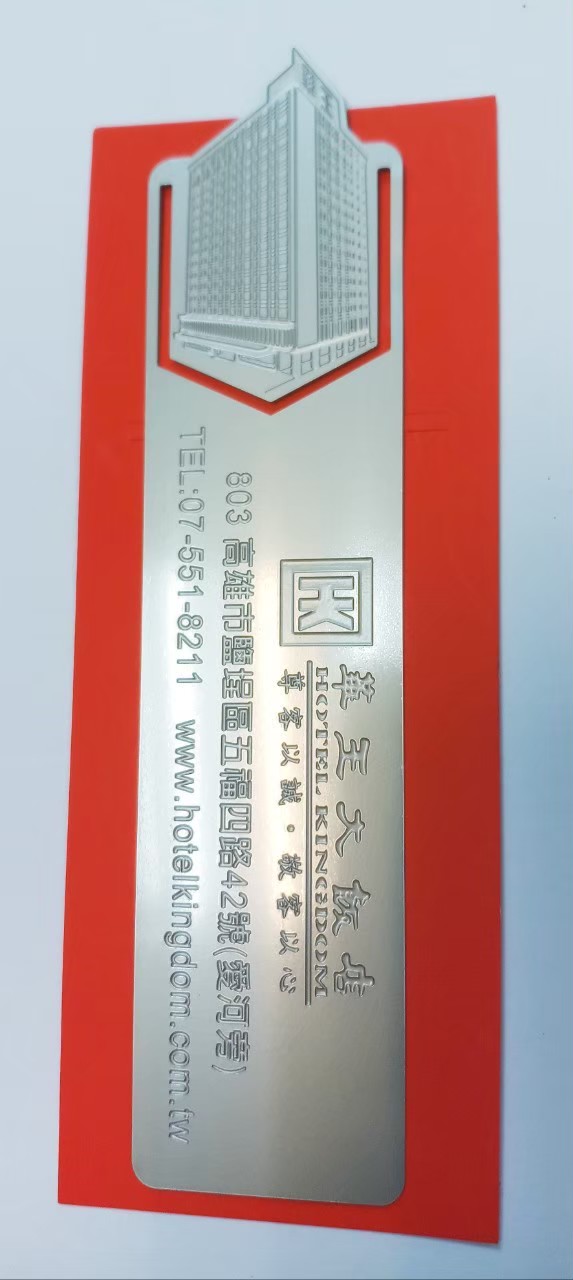 HK
華王大飯店
HOTEL KINGDOM
尊客以誠・敬客以心
803 高雄市鹽埕區五福四路42號(愛河旁)
TEL:07-551-8211 www.hotelkingdom.com.tw